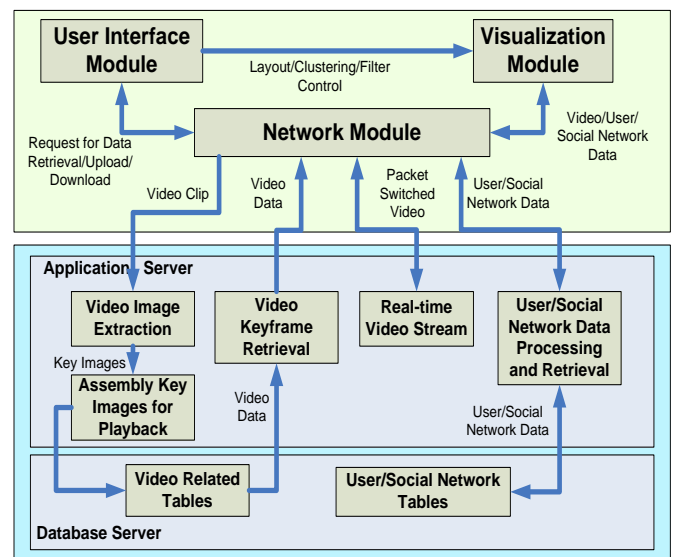 User Interface
Module
Visualization
Module
Layout/Clustering/Filter
Control
Network Module
Request for Data
Retrieval/Upload/
Download
Video/User/
Social Network
Data
Video Clip
Video
Data
Packet
Switched
Video
User/Social
Network Data
Application Server
Video Image
Extraction
Video
Keyframe
Retrieval
Real-time
Video Stream
User/Social
Network Data
Processing
and Retrieval
Key Images
Assembly Key
Images for
Playback
Video
Data
User/Social
Network Data
Video Related
Tables
User/Social Network
Tables
Database Server